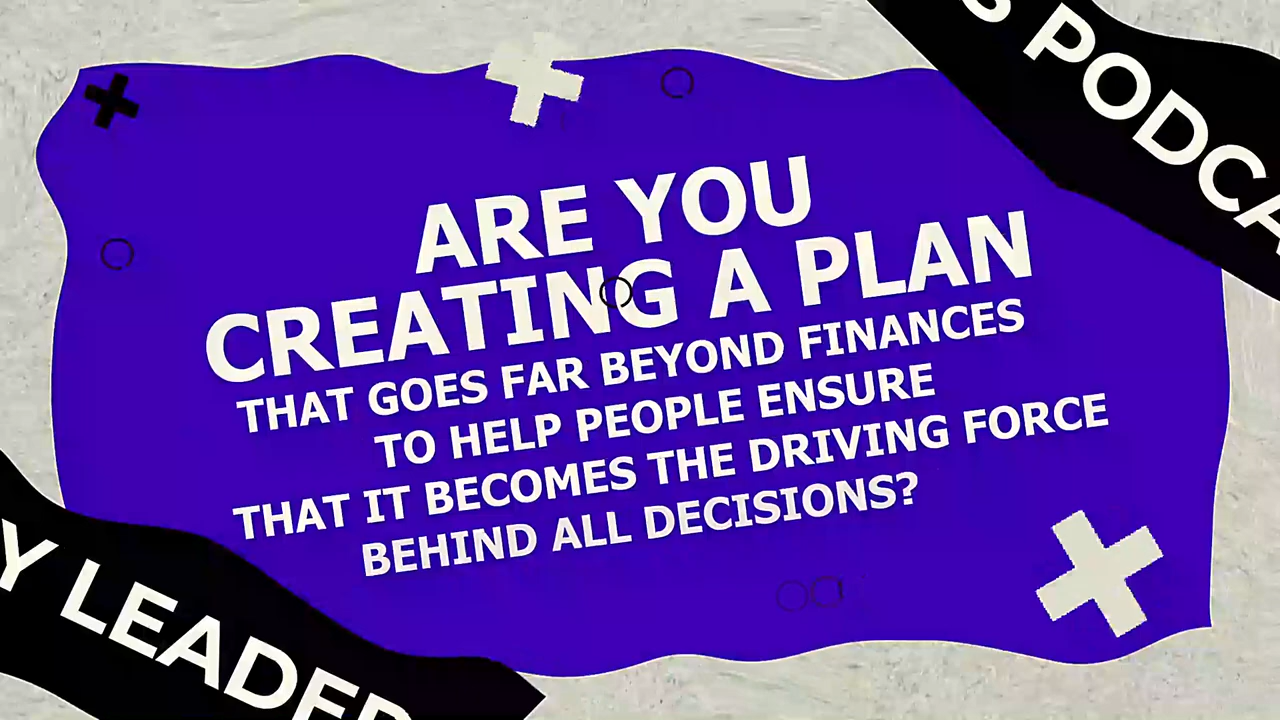 S PODCA
ARE YOU
CREATING A PLAN
THAT GOES FAR BEYOND FINANCES
TO HELP PEOPLE ENSURE
THAT IT BECOMES THE DRIVING FORCE
BEHIND ALL DECISIONS?
Y LEADER